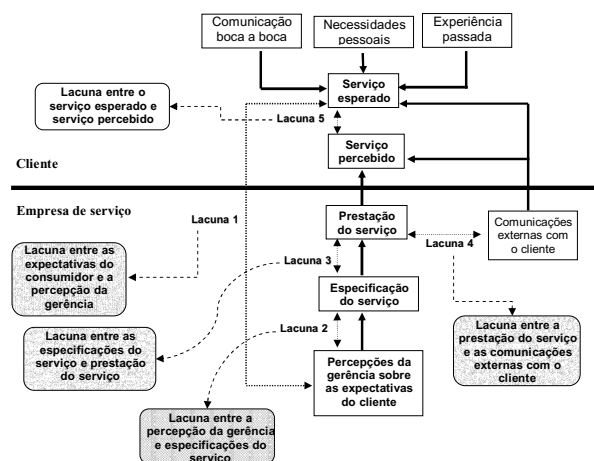 Comunicação
boca a boca
Necessidades
pessoais
Experiência
passada
Serviço
esperado
Lacuna entre o
serviço esperado e
serviço percebido
Lacuna 5
Serviço
percebido
Cliente
Empresa de serviço
Lacuna 1
Prestação
do serviço
Lacuna 4
Comunicações
externas com
o cliente
Lacuna entre as
expectativas do
consumidor e a
percepção da
gerência
Lacuna 3
Especificação
do serviço
Lacuna 2
Lacuna entre as
especificações do
serviço e prestação
do serviço
Lacuna entre a
prestação do serviço
e as comunicações
externas com o
cliente
Percepções da
gerência sobre
as expectativas
do cliente
Lacuna entre a
percepção da gerência
e especificações do
serviço